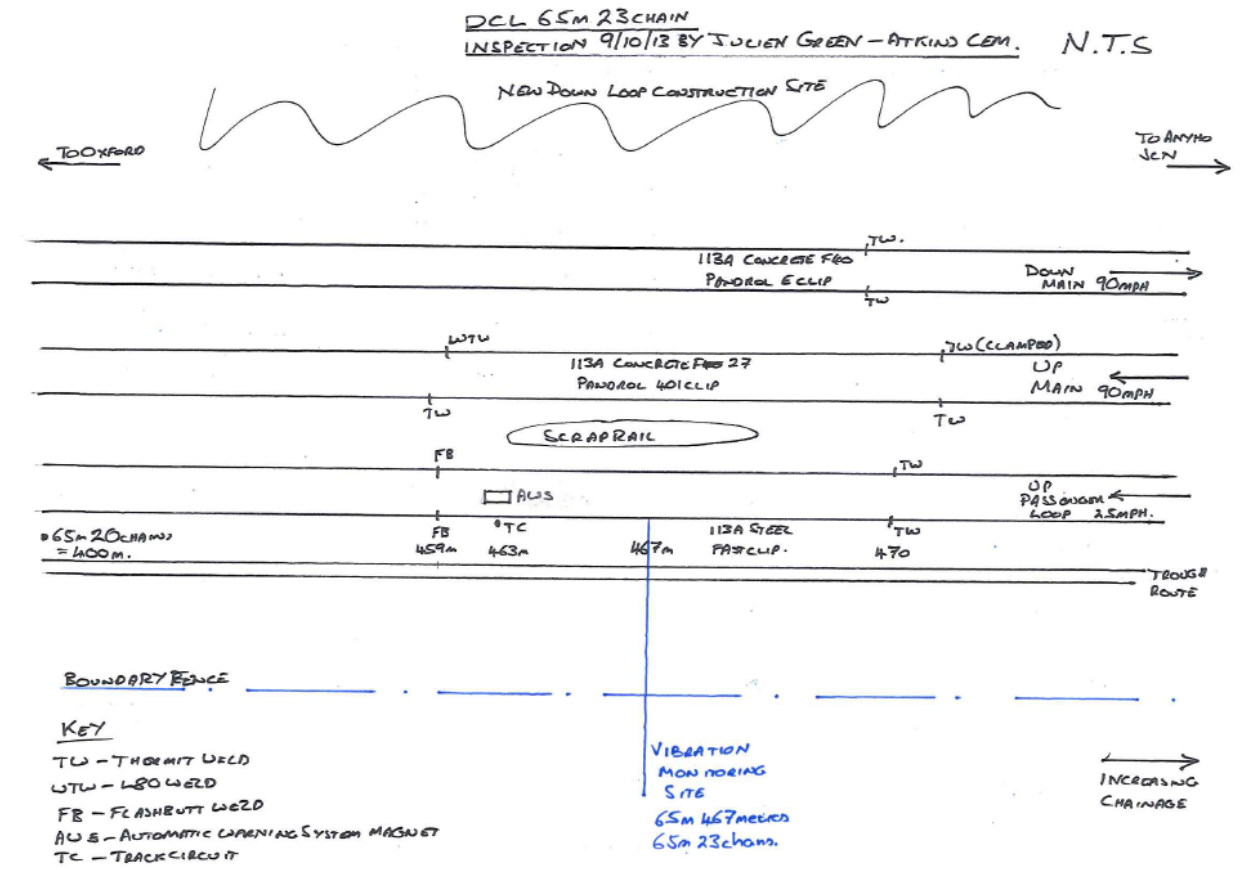 DCL 65M 23CHAIN
INSPECTION 9/10/13 BY JULIEN GREEN - ATKINS CEM.
N.T.S
NEW DOWN LOOP CONSTRUCTION SITE
TO OXFORD
TO AYNHO
JCN
TW.
113A CONCRETE F40
PANDROL E CLIP
DOWN
MAIN 90MPH
TW
WTW
TW (CLAMPED)
113A CONCRETE F40 27
PANDROL 401 CLIP
UP
MAIN 90MPH
TW
TW
SCRAP RAIL
FB
TW
AWS
UP
PASSENGER
LOOP 25MPH.
65M 20CHAINS
= 400M.
FB
459m
TC
463m
467m
113A STEEL
FASTCLIP.
TW
470
TROUGH
ROUTE
BOUNDARY FENCE
KEY
TW - THERMIT WELD
WTW - W80 WELD
FB - FLASHBUTT WELD
AWS - AUTOMATIC WARNING SYSTEM MAGNET
TC - TRACK CIRCUIT
VIBRATION
MONITORING
SITE
65M 467metres
65M 23chains.
INCREASING
CHAINAGE